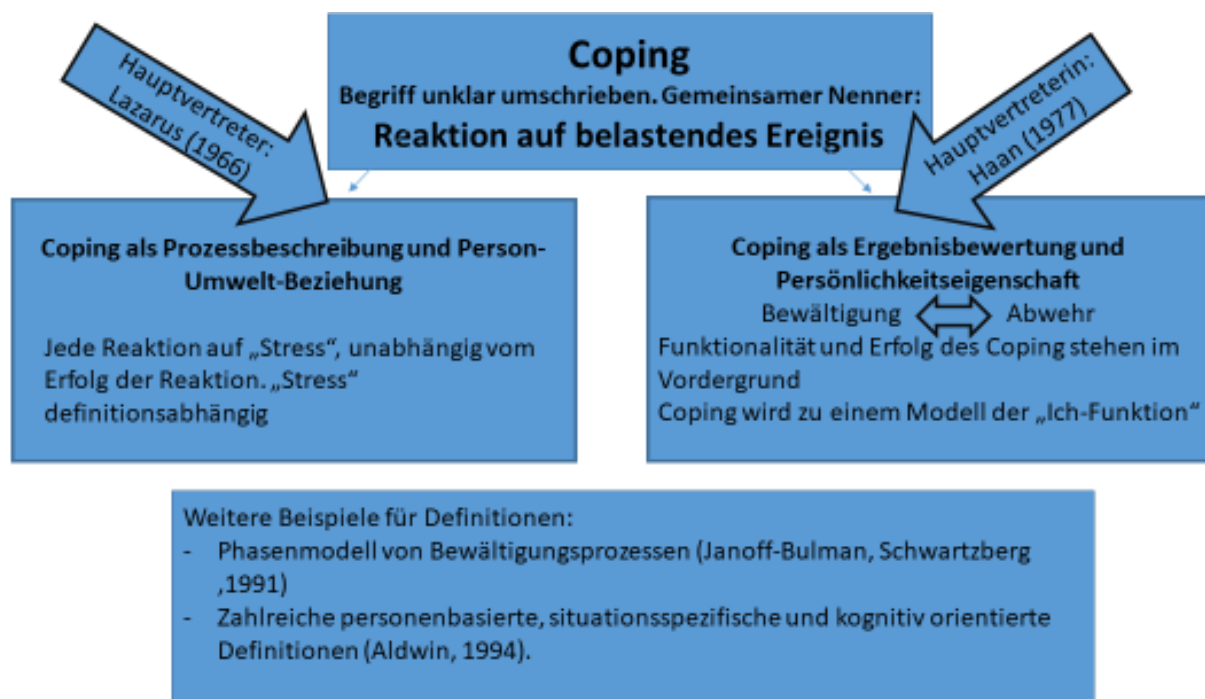 Coping
Begriff unklar umschrieben. Gemeinsamer Nenner:
Reaktion auf belastendes Ereignis
Hauptvertreter:
Lazarus (1966)
Hauptvertreterin:
Haan (1977)
Coping als Prozessbeschreibung und Person-
Umwelt-Beziehung
Jede Reaktion auf „Stress“, unabhängig vom
Erfolg der Reaktion. „Stress“
definitionsabhängig
Coping als Ergebnisbewertung und
Persönlichkeitseigenschaft
Bewältigung Abwehr
Funktionalität und Erfolg des Coping stehen im
Vordergrund
Coping wird zu einem Modell der „Ich-Funktion“
Weitere Beispiele für Definitionen:
- Phasenmodell von Bewältigungsprozessen (Janoff-Bulman, Schwartzberg
,1991)
- Zahlreiche personenbasierte, situationsspezifische und kognitiv orientierte
Definitionen (Aldwin, 1994).